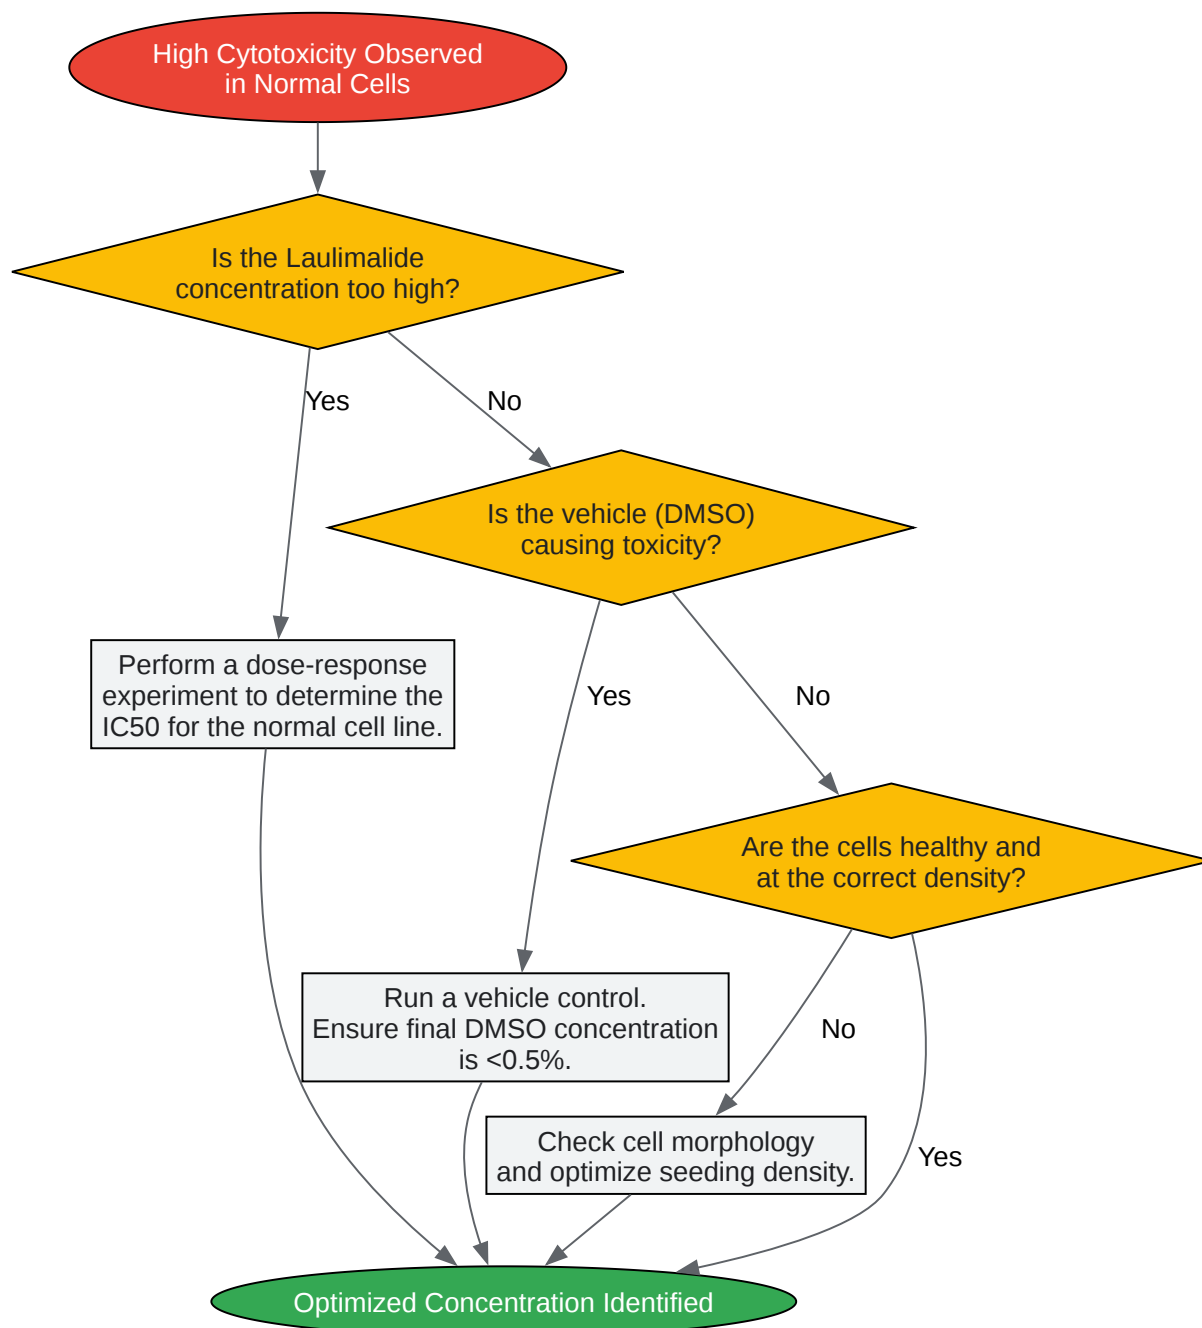 High Cytotoxicity Observed
in Normal Cells
Is the Laulimalide
concentration too high?
Yes
No
Is the vehicle (DMSO)
causing toxicity?
Perform a dose-response
experiment to determine the
IC50 for the normal cell line.
Yes
No
Are the cells healthy and
at the correct density?
Run a vehicle control.
Ensure final DMSO concentration
is <0.5%.
No
Check cell morphology
and optimize seeding density.
Yes
Optimized Concentration Identified